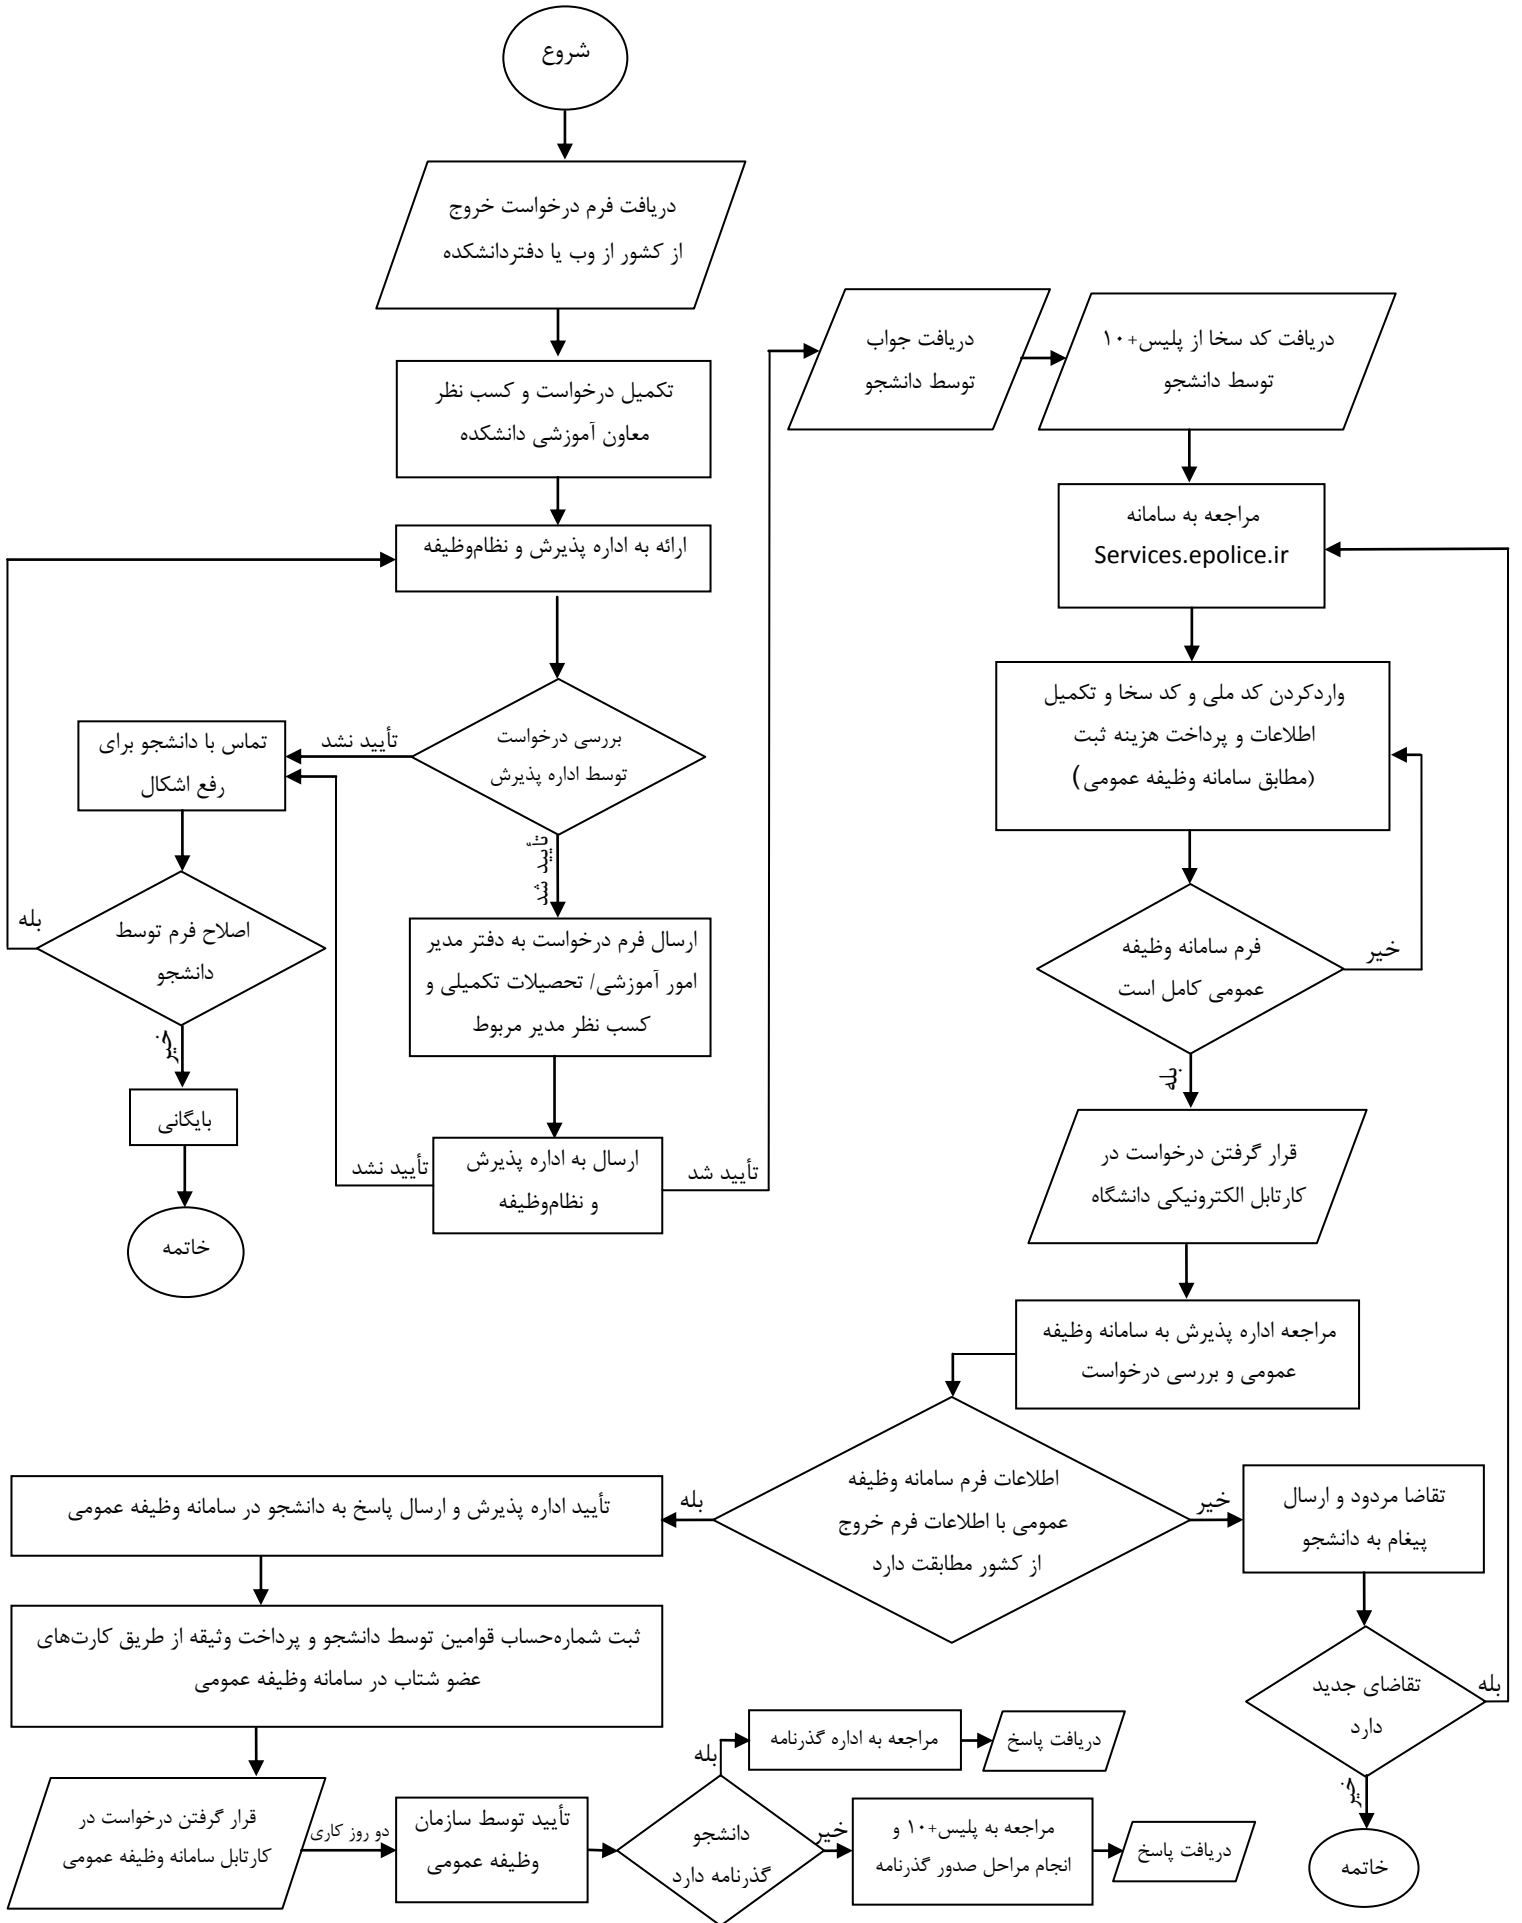 شروع
دریافت فرم درخواست خروج
از کشور از وب یا دفتردانشکده
تکمیل درخواست و کسب نظر
معاون آموزشی دانشکده
ارائه به اداره پذیرش و نظام‌وظیفه
بررسی درخواست
توسط اداره پذیرش
تأیید نشد
تماس با دانشجو برای
رفع اشکال
اصلاح فرم توسط
دانشجو
بله
خیر
بایگانی
خاتمه
تأیید شد
ارسال فرم درخواست به دفتر مدیر
امور آموزشی/ تحصیلات تکمیلی و
کسب نظر مدیر مربوط
ارسال به اداره پذیرش
و نظام‌وظیفه
تأیید نشد
تأیید شد
دریافت جواب
توسط دانشجو
دریافت کد سخا از پلیس+۱۰
توسط دانشجو
مراجعه به سامانه
Services.epolice.ir
واردکردن کد ملی و کد سخا و تکمیل
اطلاعات و پرداخت هزینه ثبت
(مطابق سامانه وظیفه عمومی)
فرم سامانه وظیفه
عمومی کامل است
خیر
بله
قرار گرفتن درخواست در
کارتابل الکترونیکی دانشگاه
مراجعه اداره پذیرش به سامانه وظیفه
عمومی و بررسی درخواست
اطلاعات فرم سامانه وظیفه
عمومی با اطلاعات فرم خروج
از کشور مطابقت دارد
خیر
تقاضا مردود و ارسال
پیغام به دانشجو
تقاضای جدید
دارد
بله
خیر
خاتمه
بله
تأیید اداره پذیرش و ارسال پاسخ به دانشجو در سامانه وظیفه عمومی
ثبت شماره‌حساب قوامین توسط دانشجو و پرداخت وثیقه از طریق کارت‌های
عضو شتاب در سامانه وظیفه عمومی
قرار گرفتن درخواست در
کارتابل سامانه وظیفه عمومی
دو روز کاری
تأیید توسط سازمان
وظیفه عمومی
دانشجو
گذرنامه دارد
بله
مراجعه به اداره گذرنامه
دریافت پاسخ
خیر
مراجعه به پلیس+۱۰ و
انجام مراحل صدور گذرنامه
دریافت پاسخ